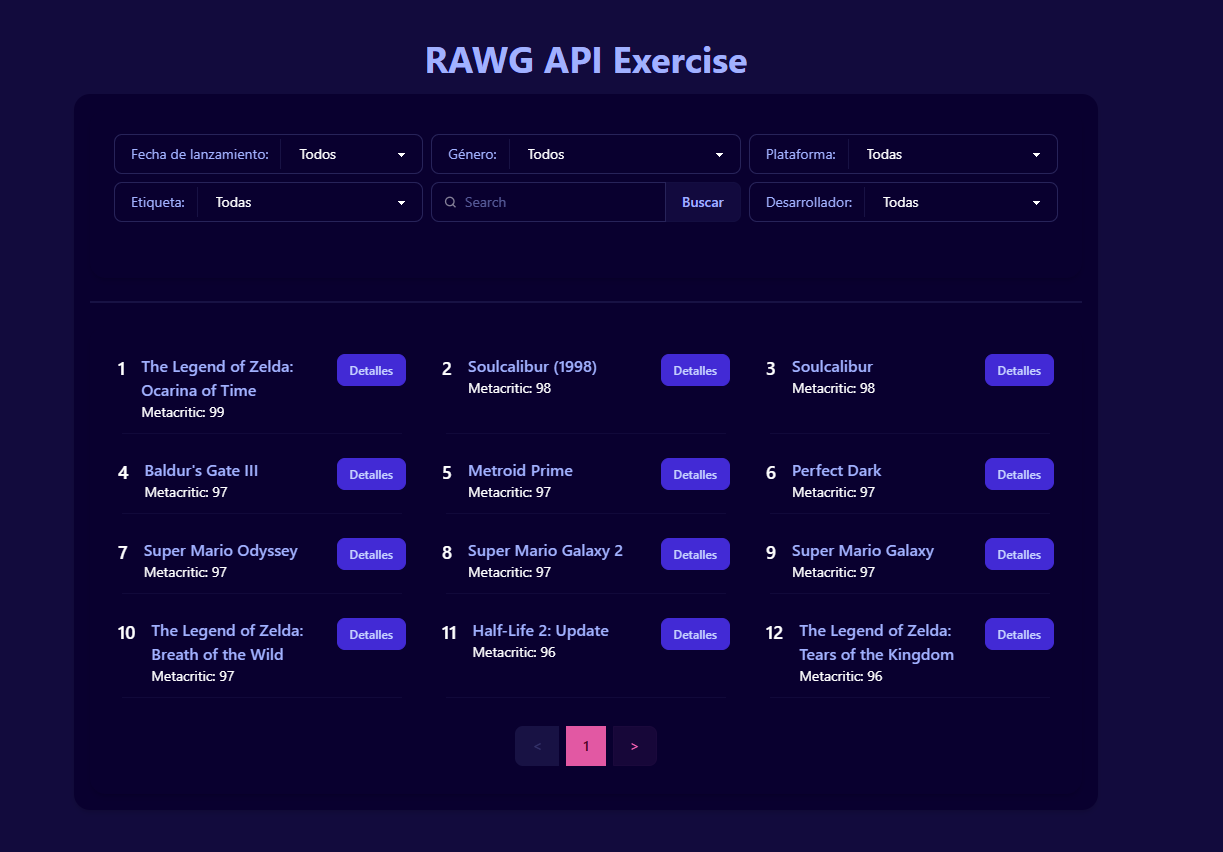 RAWG API Exercise
Fecha de lanzamiento: Todos
Género: Todos
Plataforma: Todas
Etiqueta: Todas
Search
Buscar
Desarrollador: Todas
1
The Legend of Zelda:
Ocarina of Time
Metacritic: 99
Detalles
2
Soulcalibur (1998)
Metacritic: 98
Detalles
3
Soulcalibur
Metacritic: 98
Detalles
4
Baldur's Gate III
Metacritic: 97
Detalles
5
Metroid Prime
Metacritic: 97
Detalles
6
Perfect Dark
Metacritic: 97
Detalles
7
Super Mario Odyssey
Metacritic: 97
Detalles
8
Super Mario Galaxy 2
Metacritic: 97
Detalles
9
Super Mario Galaxy
Metacritic: 97
Detalles
10
The Legend of Zelda:
Breath of the Wild
Metacritic: 97
Detalles
11
Half-Life 2: Update
Metacritic: 96
Detalles
12
The Legend of Zelda:
Tears of the Kingdom
Metacritic: 96
Detalles
< 1 >